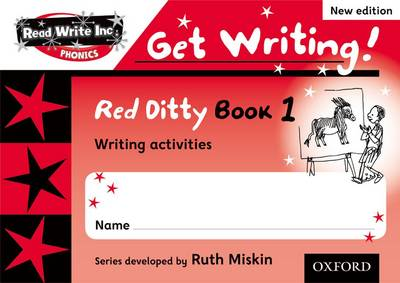 New edition
Read Write Inc.
PHONICS
Get Writing!
Red Ditty Book 1
Writing activities
Name
Series developed by Ruth Miskin
OXFORD